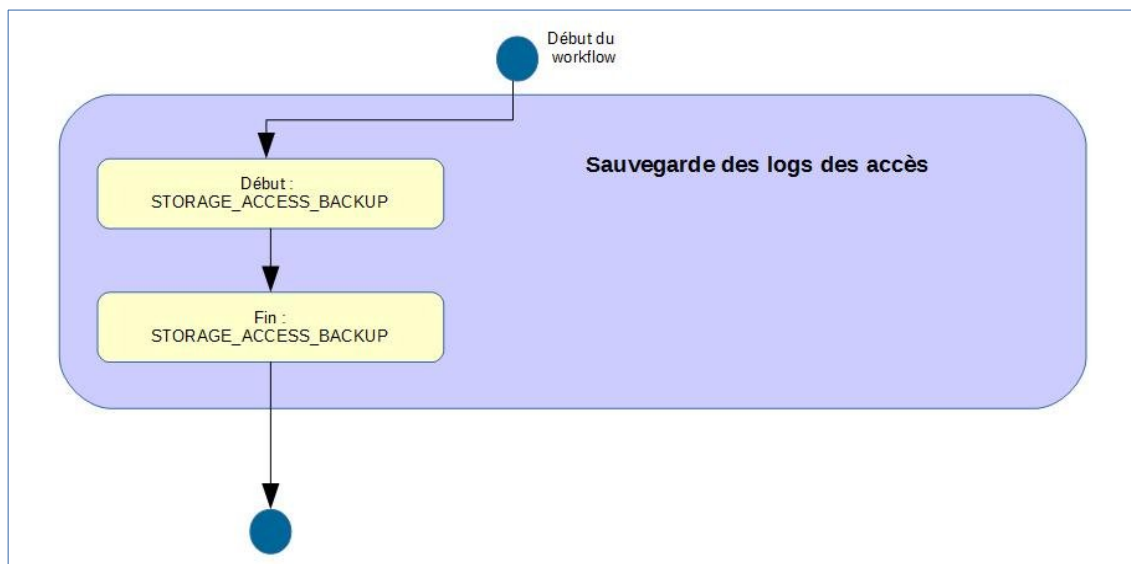 Début du
workflow
Sauvegarde des logs des accès
Début :
STORAGE_ACCESS_BACKUP
Fin :
STORAGE_ACCESS_BACKUP